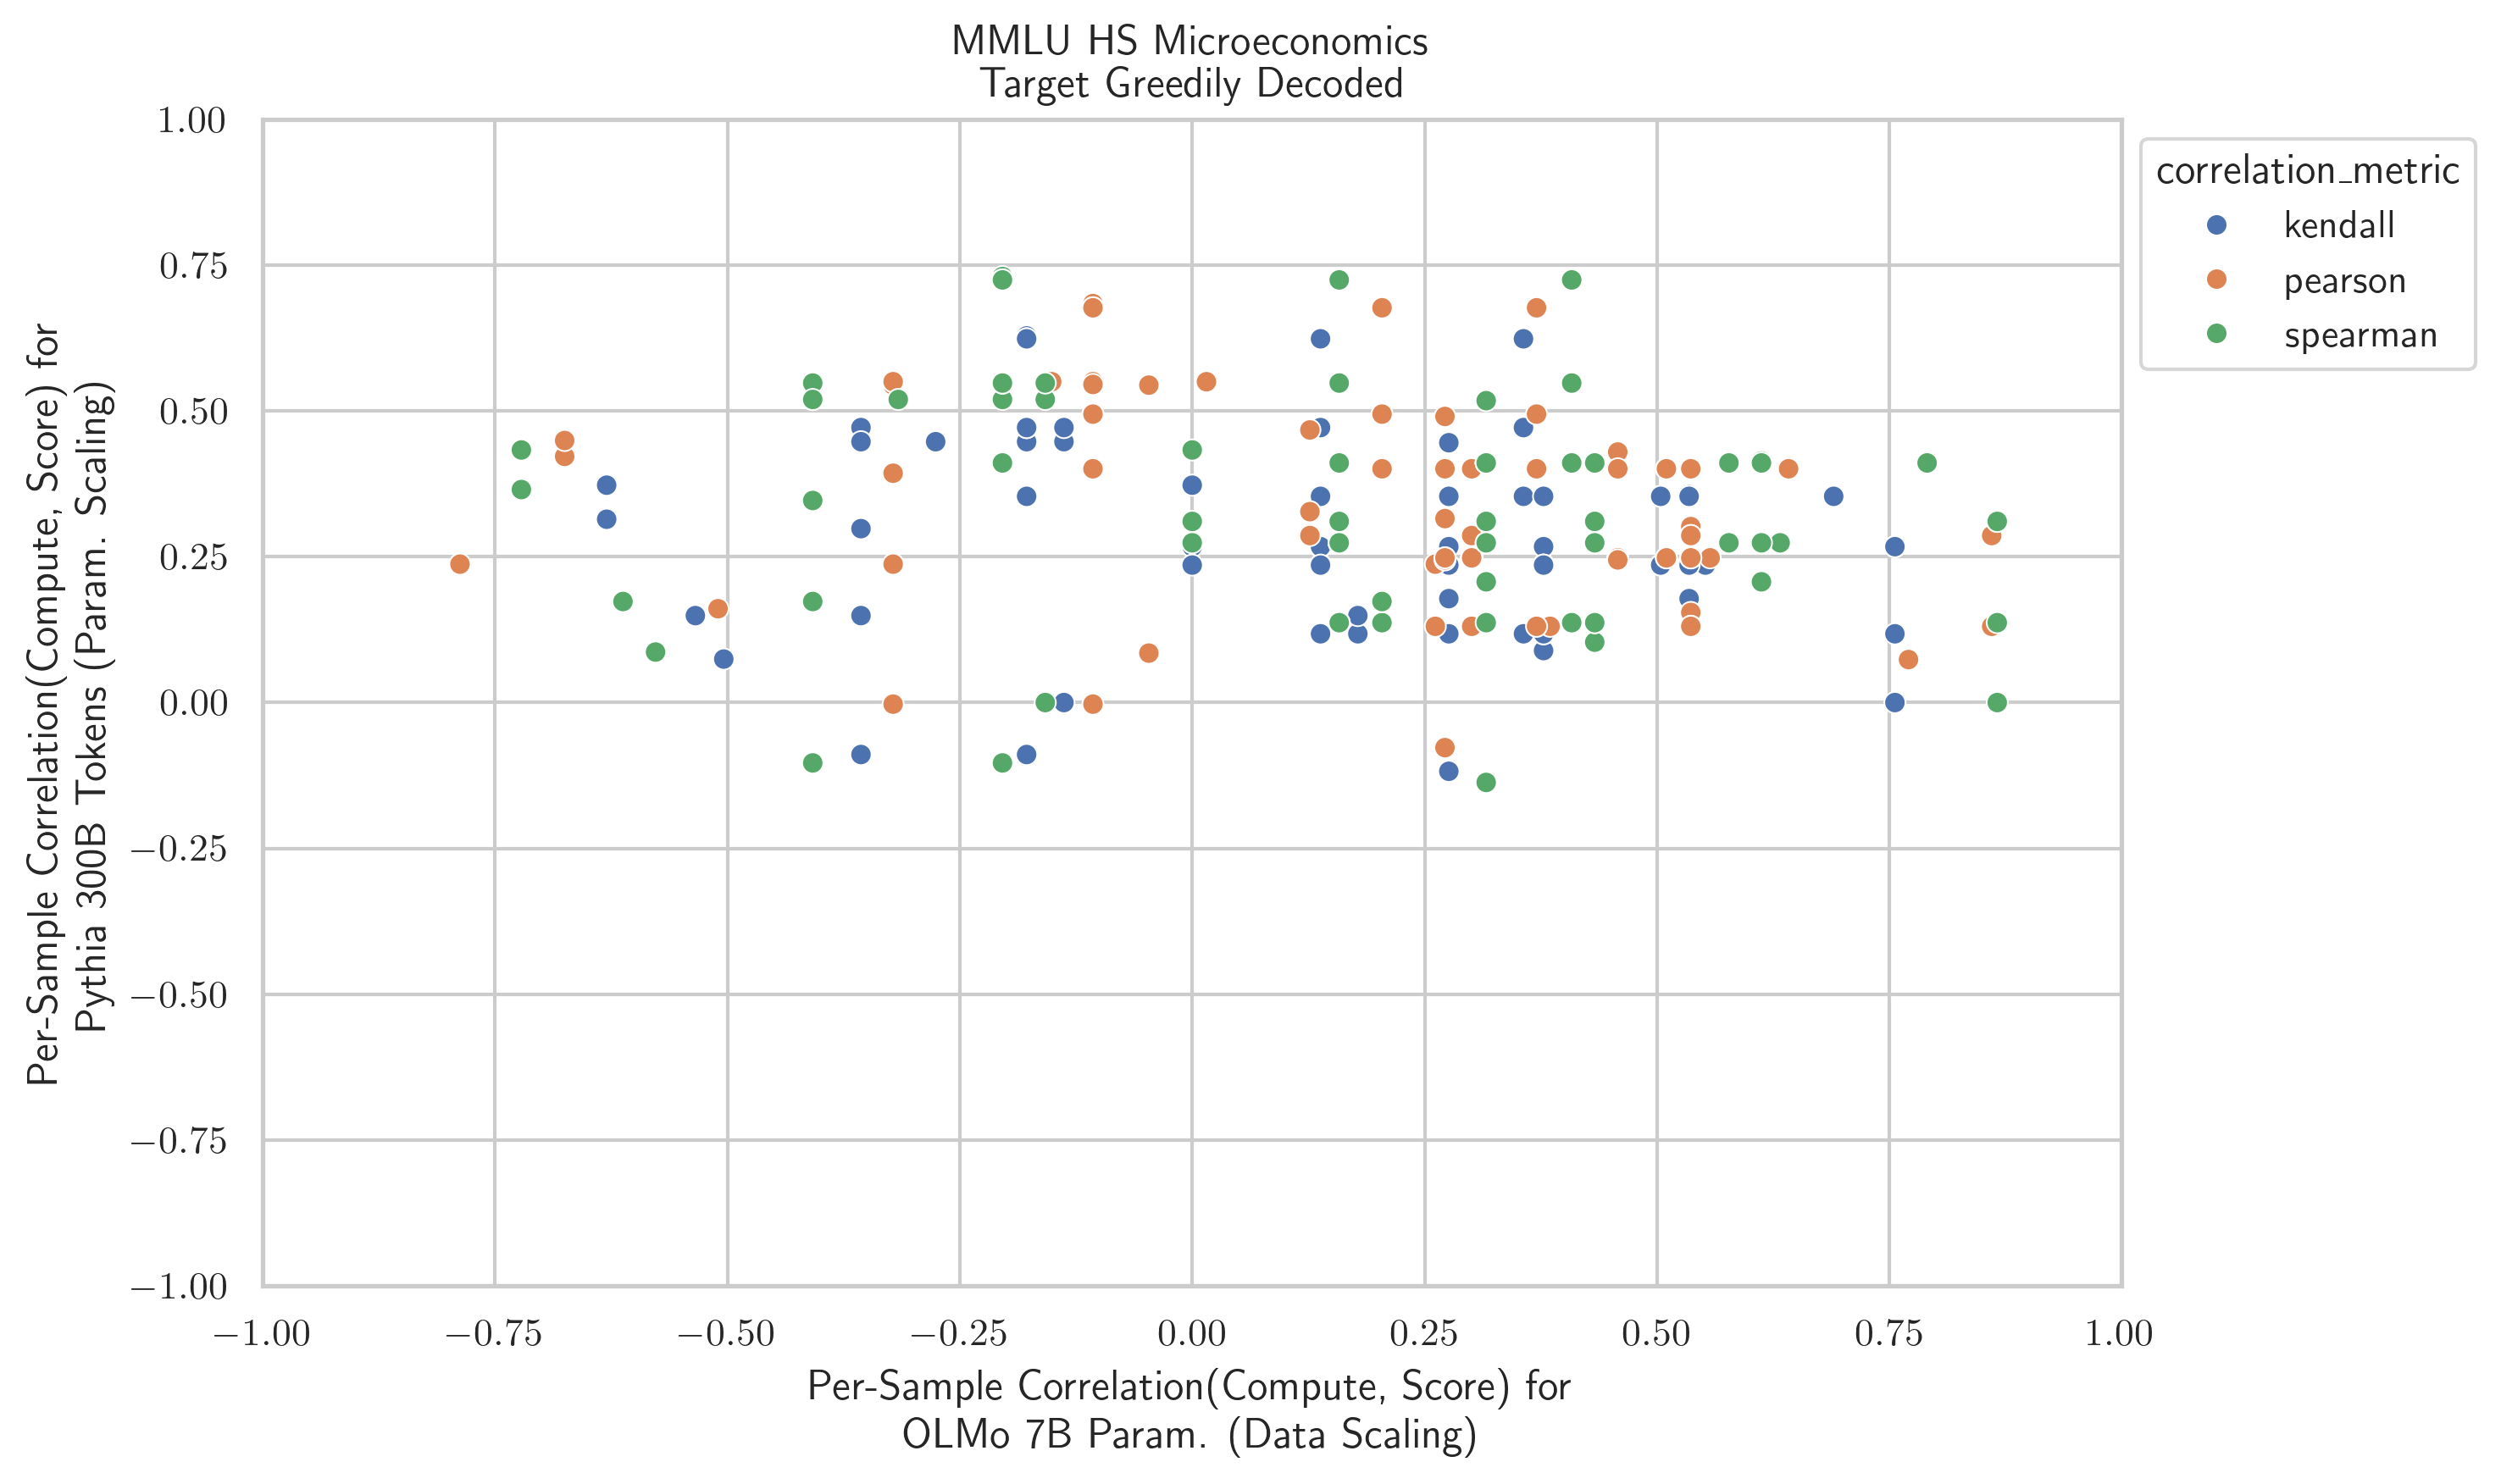 MMLU HS Microeconomics
Target Greedily Decoded
Per-Sample Correlation(Compute, Score) for
Pythia 300B Tokens (Param. Scaling)
1.00
0.75
0.50
0.25
0.00
−0.25
−0.50
−0.75
−1.00
−1.00
−0.75
−0.50
−0.25
0.00
0.25
0.50
0.75
1.00
Per-Sample Correlation(Compute, Score) for
OLMo 7B Param. (Data Scaling)
correlation_metric
kendall
pearson
spearman